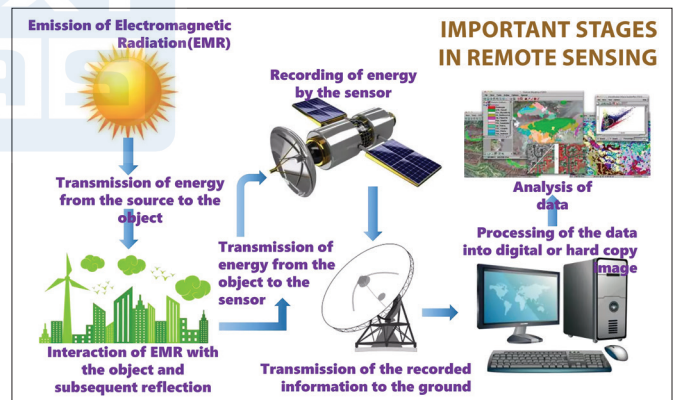 IMPORTANT STAGES
IN REMOTE SENSING
Emission of Electromagnetic
Radiation(EMR)
Transmission of energy
from the source to the
object
Interaction of EMR with
the object and
subsequent reflection
Transmission of
energy from the
object to the
sensor
Recording of energy
by the sensor
Transmission of the recorded
information to the ground
Processing of the data
into digital or hard copy
image
Analysis of
data